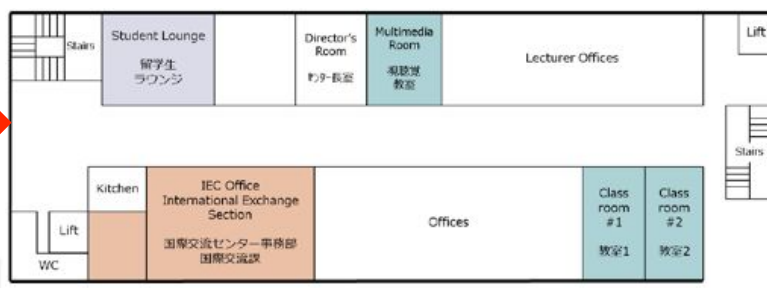 Stairs
Student Lounge
留学生
ラウンジ
Director's
Room
センター長室
Multimedia
Room
視聴覚
教室
Lecturer Offices
Lift
Stairs
Kitchen
IEC Office
International Exchange
Section
国際交流センター事務部
国際交流課
Offices
Class
room
#1
教室1
Class
room
#2
教室2
Lift
WC